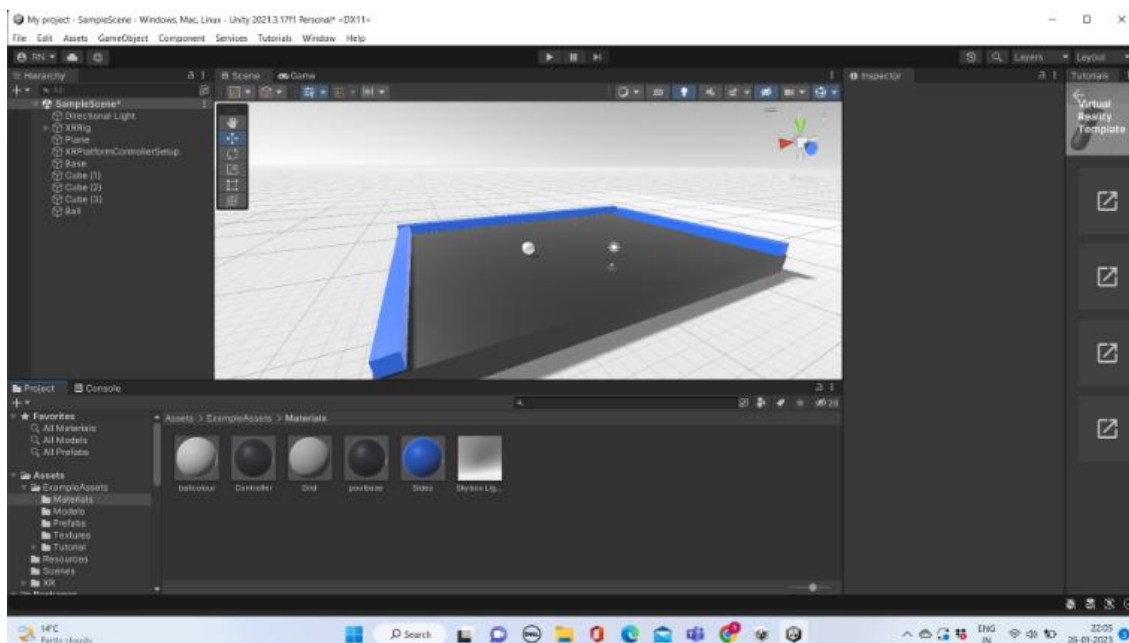 My project - SampleScene - Windows, Mac, Linux - Unity 2021.3.17f1 Personal* <DX11>
File Edit Assets GameObject Component Services Tutorials Window Help
RN
Layers
Layout
Hierarchy
Scene
Game
Inspector
Tutorials
All
SampleScene*
Directional Light
XRRig
Plane
XRPlatformControllerSetup
Base
Cube (1)
Cube (2)
Cube (3)
Ball
2D
Virtual
Reality
Template
Project
Console
Favorites
All Materials
All Models
All Prefabs
Assets
ExampleAssets
Materials
Models
Prefabs
Textures
Tutorial
Resources
Scenes
XR
Assets > ExampleAssets > Materials
ballcolour
Controller
Grid
Sides
Skybox Lig...
14°C
Partly cloudy
Search
ENG
IN
22:05
26-01-2023